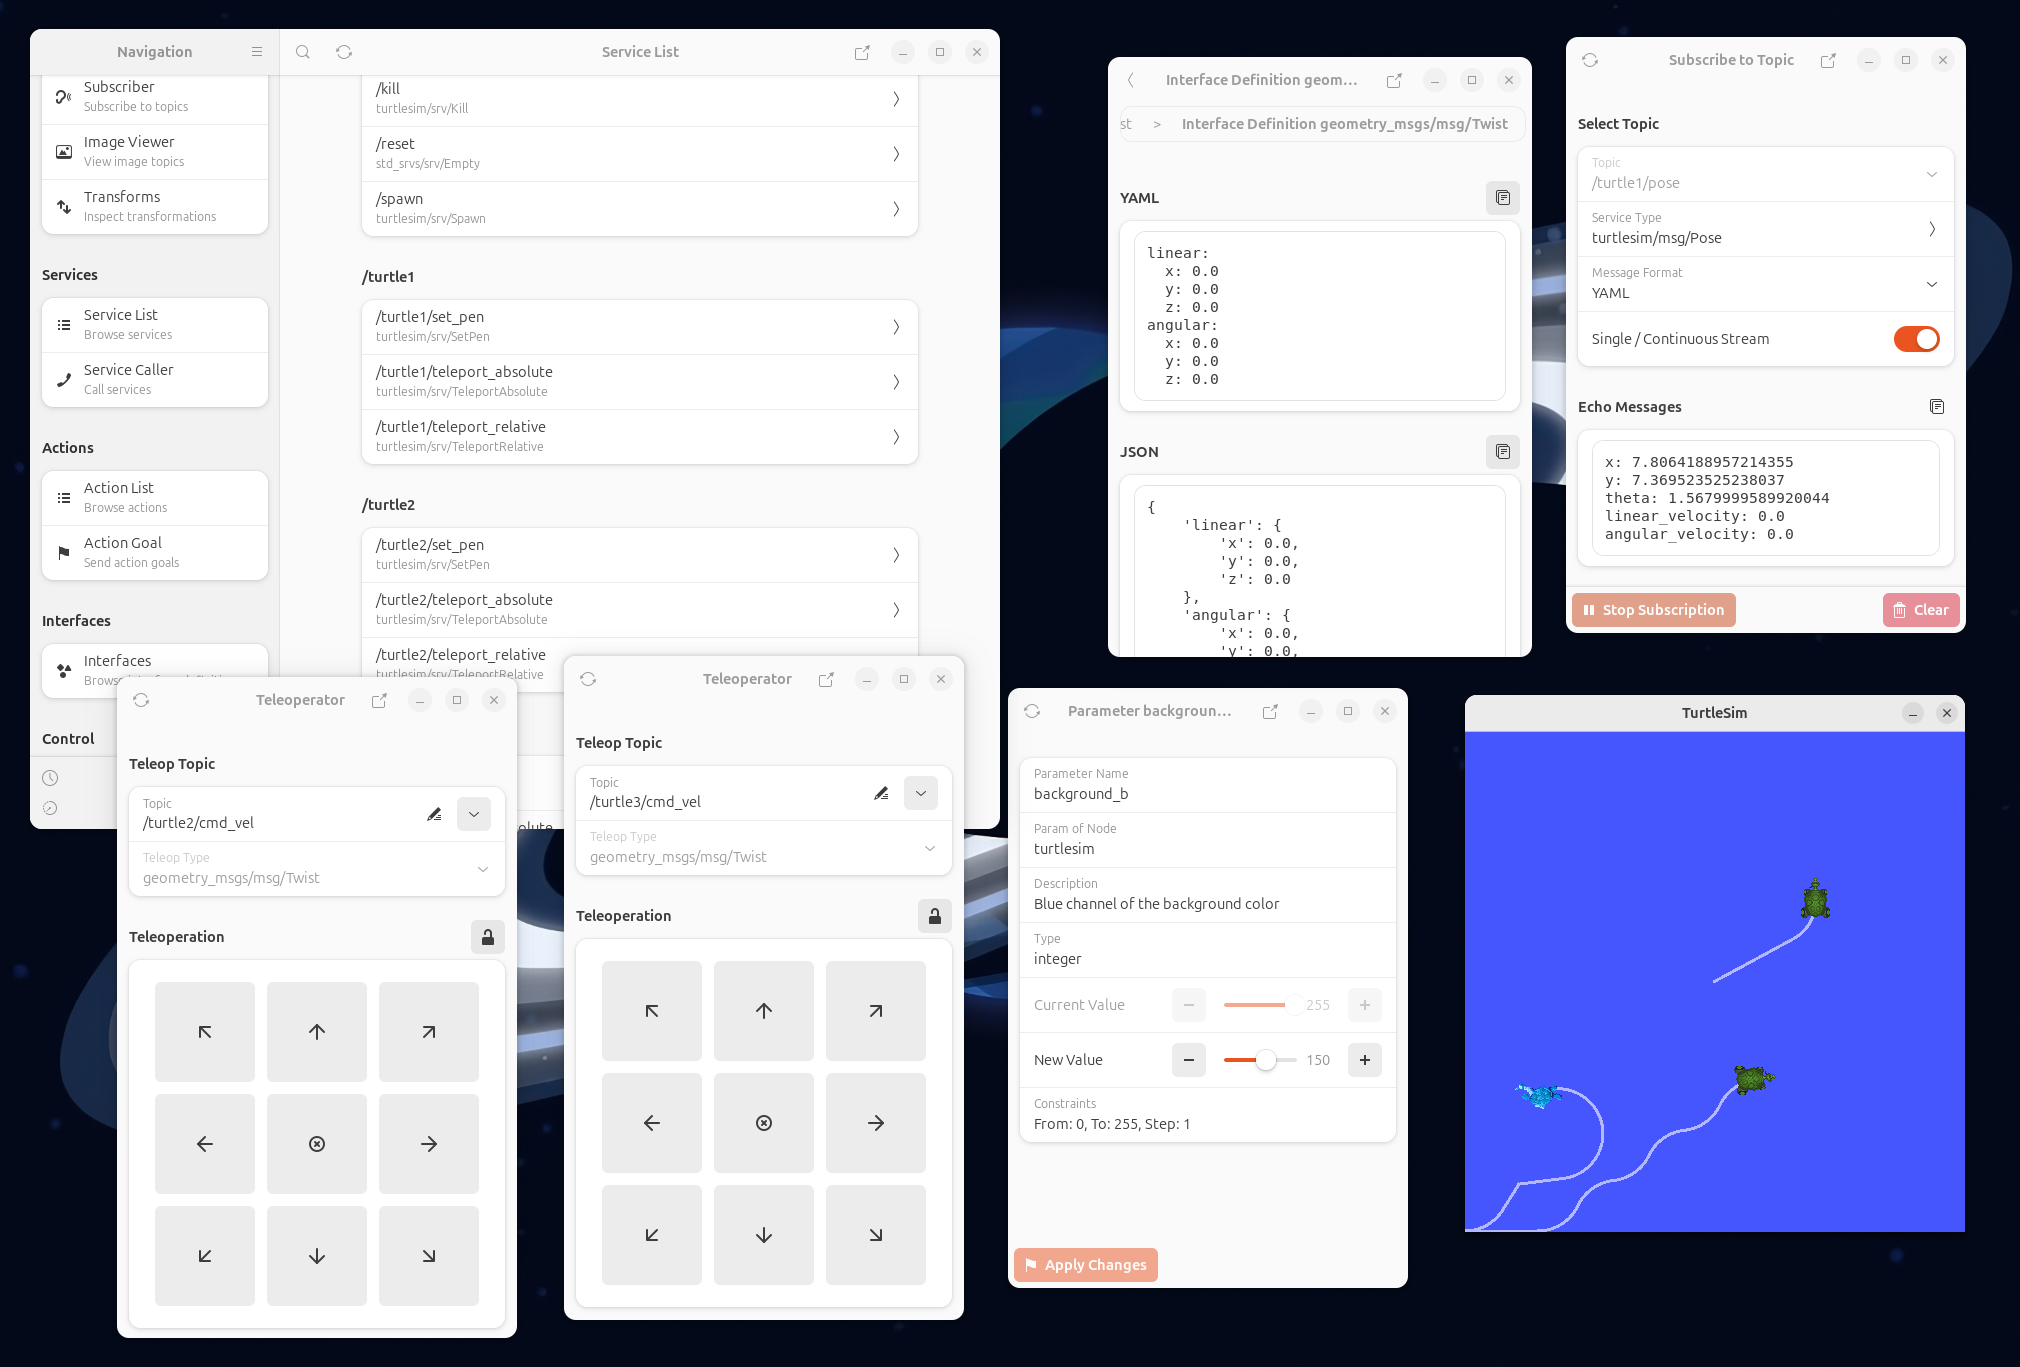 Navigation
Subscriber
Subscribe to topics
Image Viewer
View image topics
Transforms
Inspect transformations
Services
Service List
Browse services
Service Caller
Call services
Actions
Action List
Browse actions
Action Goal
Send action goals
Interfaces
Interfaces
Control
Service List
/kill
turtlesim/srv/Kill
/reset
std_srvs/srv/Empty
/spawn
turtlesim/srv/Spawn
/turtle1
/turtle1/set_pen
turtlesim/srv/SetPen
/turtle1/teleport_absolute
turtlesim/srv/TeleportAbsolute
/turtle1/teleport_relative
turtlesim/srv/TeleportRelative
/turtle2
/turtle2/set_pen
turtlesim/srv/SetPen
/turtle2/teleport_absolute
turtlesim/srv/TeleportAbsolute
/turtle2/teleport_relative
turtlesim/srv/TeleportRelative
Teleoperator
Teleop Topic
Topic
/turtle2/cmd_vel
Teleop Type
geometry_msgs/msg/Twist
Teleoperation
Teleoperator
Teleop Topic
Topic
/turtle3/cmd_vel
Teleop Type
geometry_msgs/msg/Twist
Teleoperation
Interface Definition geom...
st > Interface Definition geometry_msgs/msg/Twist
YAML
linear:
x: 0.0
y: 0.0
z: 0.0
angular:
x: 0.0
y: 0.0
z: 0.0
JSON
{
'linear': {
'x': 0.0,
'y': 0.0,
'z': 0.0
},
'angular': {
'x': 0.0,
'y': 0.0,
Subscribe to Topic
Select Topic
Topic
/turtle1/pose
Service Type
turtlesim/msg/Pose
Message Format
YAML
Single / Continuous Stream
Echo Messages
x: 7.8064188957214355
y: 7.369523525238037
theta: 1.5679999589920044
linear_velocity: 0.0
angular_velocity: 0.0
Stop Subscription
Clear
Parameter backgroun...
Parameter Name
background_b
Param of Node
turtlesim
Description
Blue channel of the background color
Type
integer
Current Value
255
New Value
150
Constraints
From: 0, To: 255, Step: 1
Apply Changes
TurtleSim